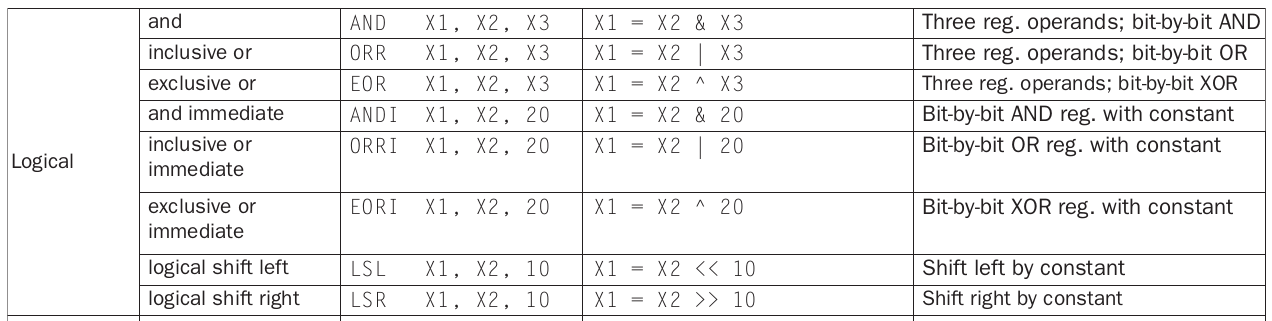 and AND X1, X2, X3 X1 = X2 & X3 Three reg. operands; bit-by-bit AND
inclusive or ORR X1, X2, X3 X1 = X2 | X3 Three reg. operands; bit-by-bit OR
exclusive or EOR X1, X2, X3 X1 = X2 ^ X3 Three reg. operands; bit-by-bit XOR
and immediate ANDI X1, X2, 20 X1 = X2 & 20 Bit-by-bit AND reg. with constant
inclusive or ORRI X1, X2, 20 X1 = X2 | 20 Bit-by-bit OR reg. with constant
Logical
immediate
exclusive or EORI X1, X2, 20 X1 = X2 ^ 20 Bit-by-bit XOR reg. with constant
immediate
logical shift left LSL X1, X2, 10 X1 = X2 << 10 Shift left by constant
logical shift right LSR X1, X2, 10 X1 = X2 >> 10 Shift right by constant